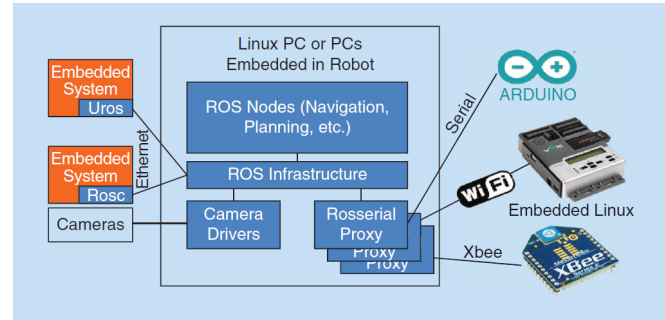 Linux PC or PCs
Embedded in Robot
Embedded
System
Uros
ROS Nodes (Navigation,
Planning, etc.)
Ethernet
ROS Infrastructure
Embedded
System
Rosc
Cameras
Camera
Drivers
Rosserial
Proxy
Proxy
Proxy
Serial
ARDUINO
WiFi
Embedded Linux
Xbee
XBee